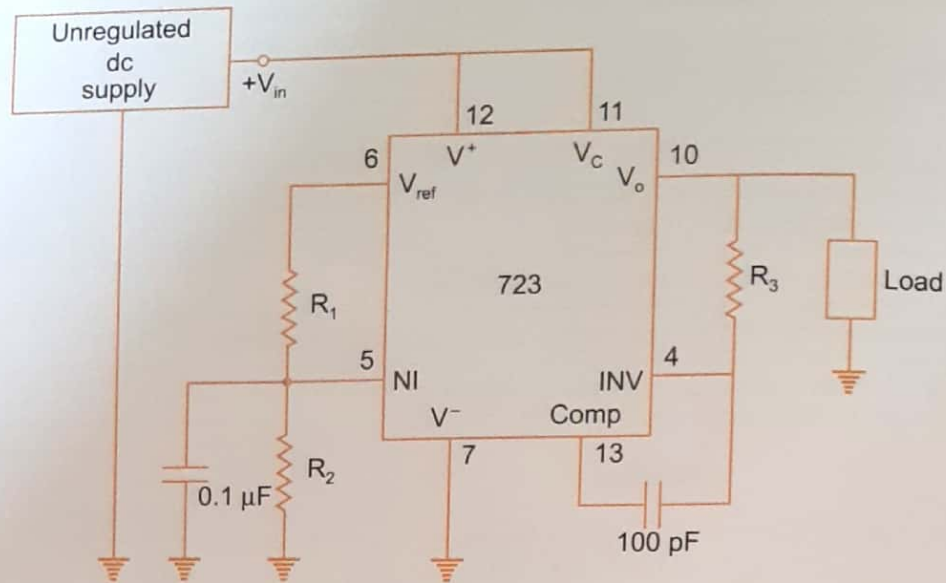 Unregulated
dc
supply
+Vin
12
11
6
V+
VC
10
Vref
Vo
723
R1
R3
Load
5
4
NI
INV
V−
Comp
7
13
R2
0.1 µF
100 pF